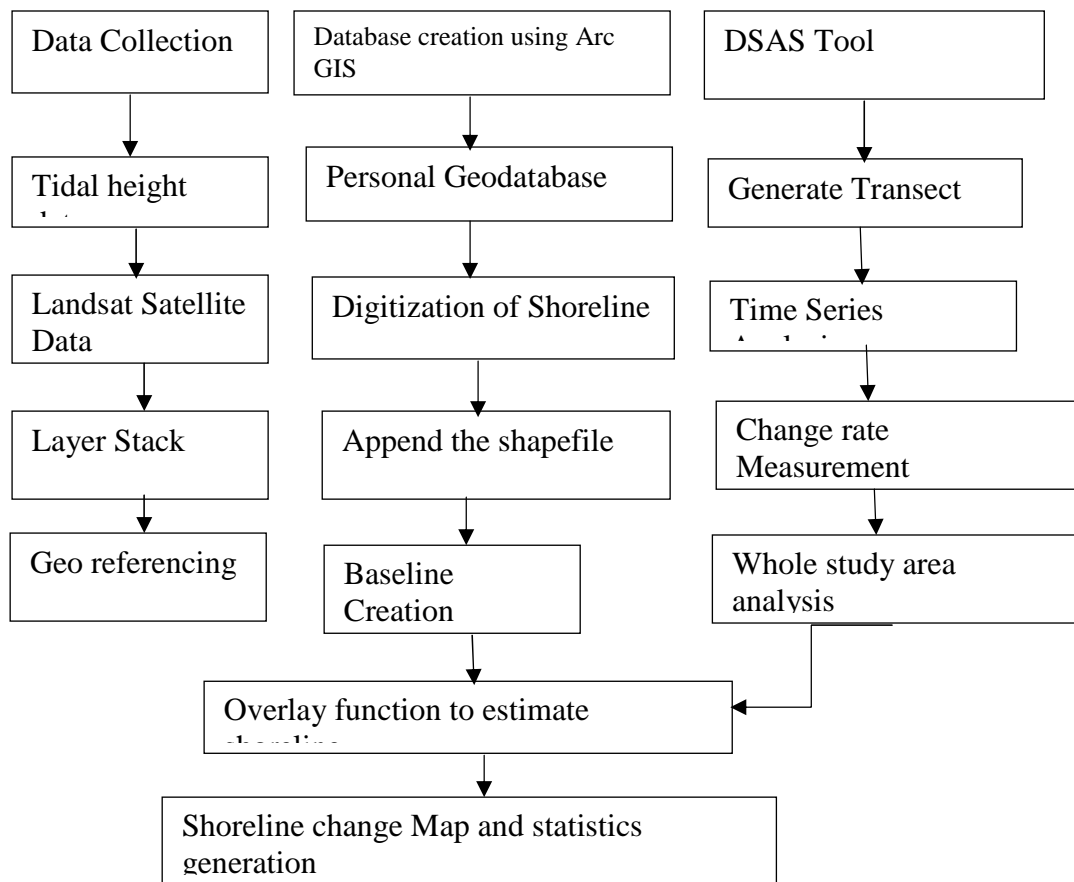 Data Collection
Tidal height
Landsat Satellite
Data
Layer Stack
Geo referencing
Database creation using Arc
GIS
Personal Geodatabase
Digitization of Shoreline
Append the shapefile
Baseline
Creation
DSAS Tool
Generate Transect
Time Series
Change rate
Measurement
Whole study area
analysis
Overlay function to estimate
shoreline
Shoreline change Map and statistics
generation